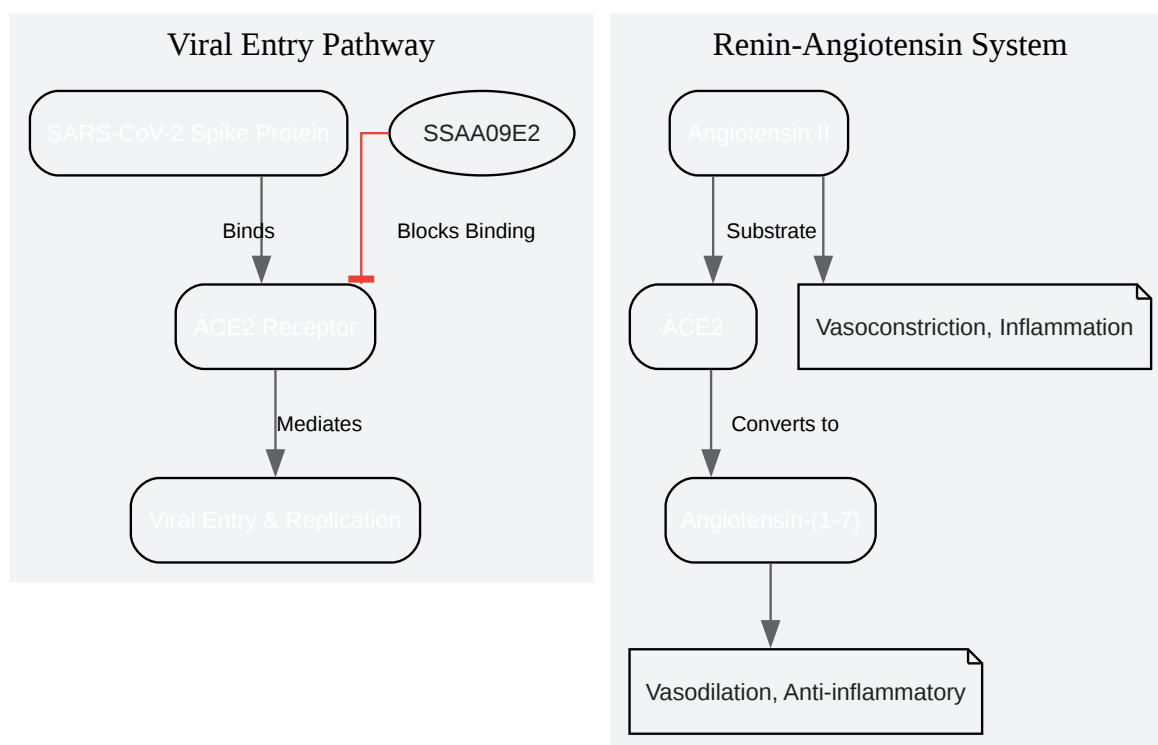 Viral Entry Pathway
SARS-CoV-2 Spike Protein
SSAA09E2
Binds
Blocks Binding
ACE2 Receptor
Mediates
Viral Entry & Replication
Renin-Angiotensin System
Angiotensin II
Substrate
ACE2
Vasoconstriction, Inflammation
Converts to
Angiotensin-(1-7)
Vasodilation, Anti-inflammatory